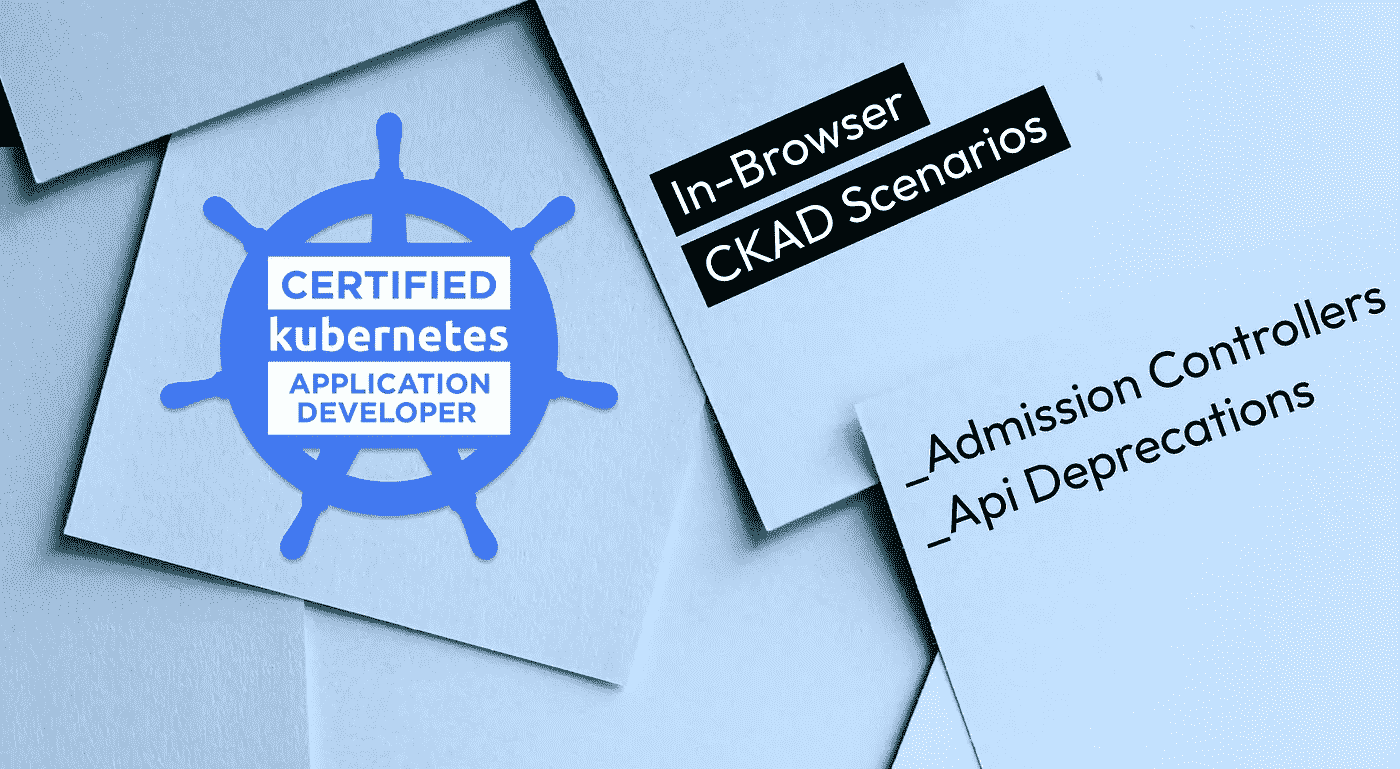 CERTIFIED
kubernetes
APPLICATION
DEVELOPER
In-Browser
CKAD Scenarios
_Admission Controllers
_Api Deprecations